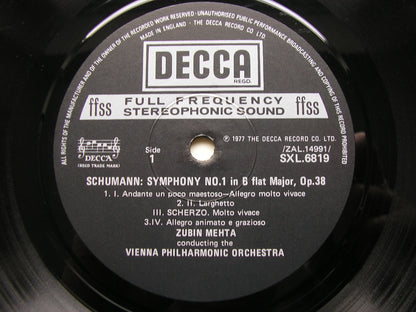 ALL RIGHTS OF THE MANUFACTURER AND OF THE OWNER OF THE RECORDED WORK RESERVED · UNAUTHORISED PUBLIC PERFORMANCE BROADCASTING AND COPYING OF THIS RECORD PROHIBITED
MADE IN ENGLAND · THE DECCA RECORD CO LTD
DECCA
REGD.
ffss FULL FREQUENCY ffss
STEREOPHONIC SOUND
DECCA
(REGD TRADE MARK)
Side
1
Ⓟ 1977 THE DECCA RECORD CO. LTD.
/ZAL.14991/
SXL.6819
SCHUMANN: SYMPHONY NO.1 in B flat Major, Op.38
1. I. Andante un poco maestoso—Allegro molto vivace
2. II. Larghetto
III. SCHERZO. Molto vivace
3.IV. Allegro animato e grazioso
ZUBIN MEHTA
conducting the
VIENNA PHILHARMONIC ORCHESTRA